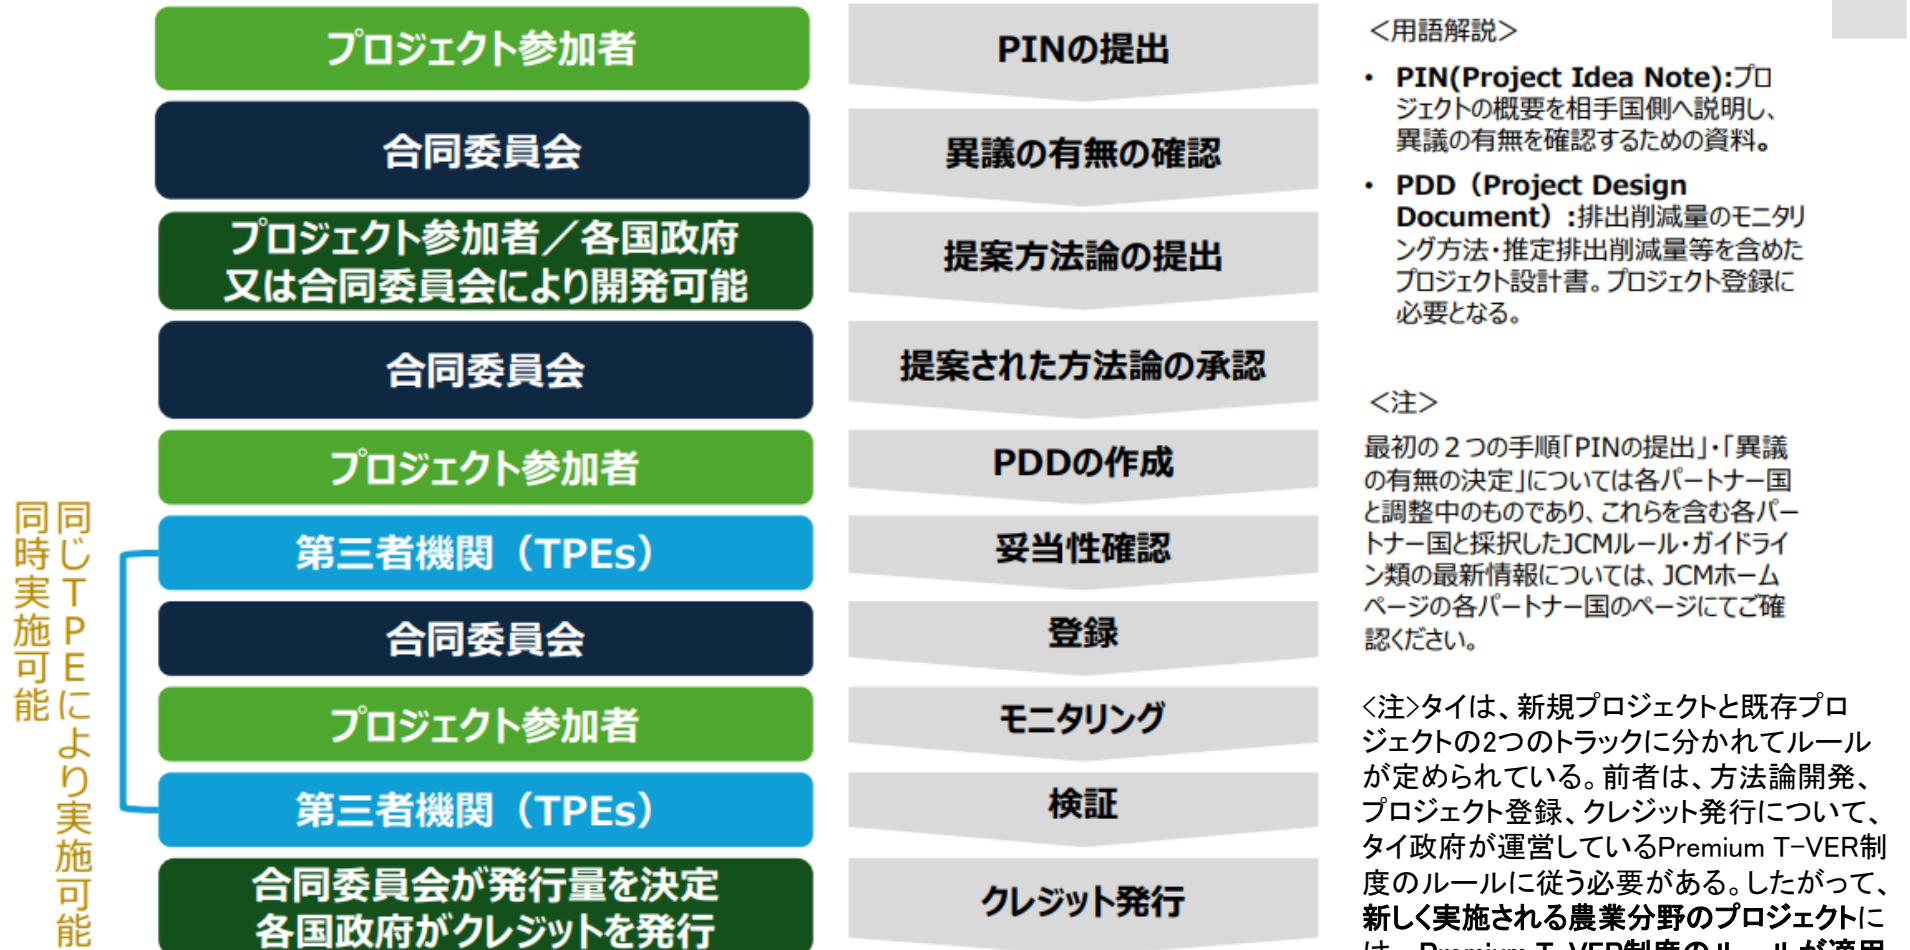 プロジェクト参加者
PINの提出
合同委員会
異議の有無の確認
プロジェクト参加者／各国政府
又は合同委員会により開発可能
提案方法論の提出
合同委員会
提案された方法論の承認
プロジェクト参加者
PDDの作成
第三者機関（TPEs）
妥当性確認
合同委員会
登録
プロジェクト参加者
モニタリング
第三者機関（TPEs）
検証
合同委員会が発行量を決定
各国政府がクレジットを発行
クレジット発行
同じTPEにより実施可能
同時実施可能
＜用語解説＞
• PIN(Project Idea Note):プロ
ジェクトの概要を相手国側へ説明し、
異議の有無を確認するための資料。
• PDD（Project Design
Document）:排出削減量のモニタリ
ング方法・推定排出削減量等を含めた
プロジェクト設計書。プロジェクト登録に
必要となる。
＜注＞
最初の２つの手順「PINの提出」・「異議
の有無の決定」については各パートナー国
と調整中のものであり、これらを含む各パー
トナー国と採択したJCMルール・ガイドライ
ン類の最新情報については、JCMホーム
ページの各パートナー国のページにてご確
認ください。
<注>タイは、新規プロジェクトと既存プロ
ジェクトの2つのトラックに分かれてルール
が定められている。前者は、方法論開発、
プロジェクト登録、クレジット発行について、
タイ政府が運営しているPremium T-VER制
度のルールに従う必要がある。したがって、
新しく実施される農業分野のプロジェクトに
は、Premium T-VER制度のルールが適用